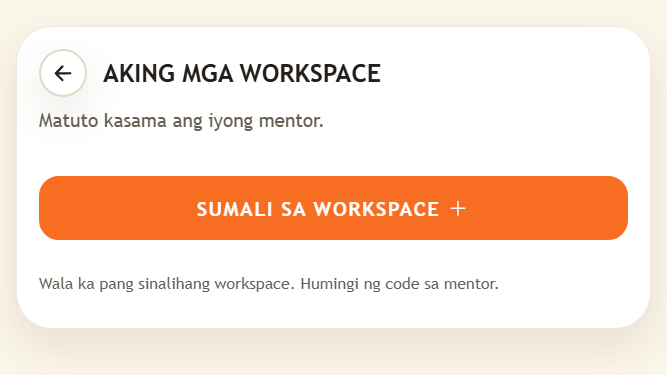 AKING MGA WORKSPACE
Matuto kasama ang iyong mentor.
SUMALI SA WORKSPACE +
Wala ka pang sinalihang workspace. Humingi ng code sa mentor.